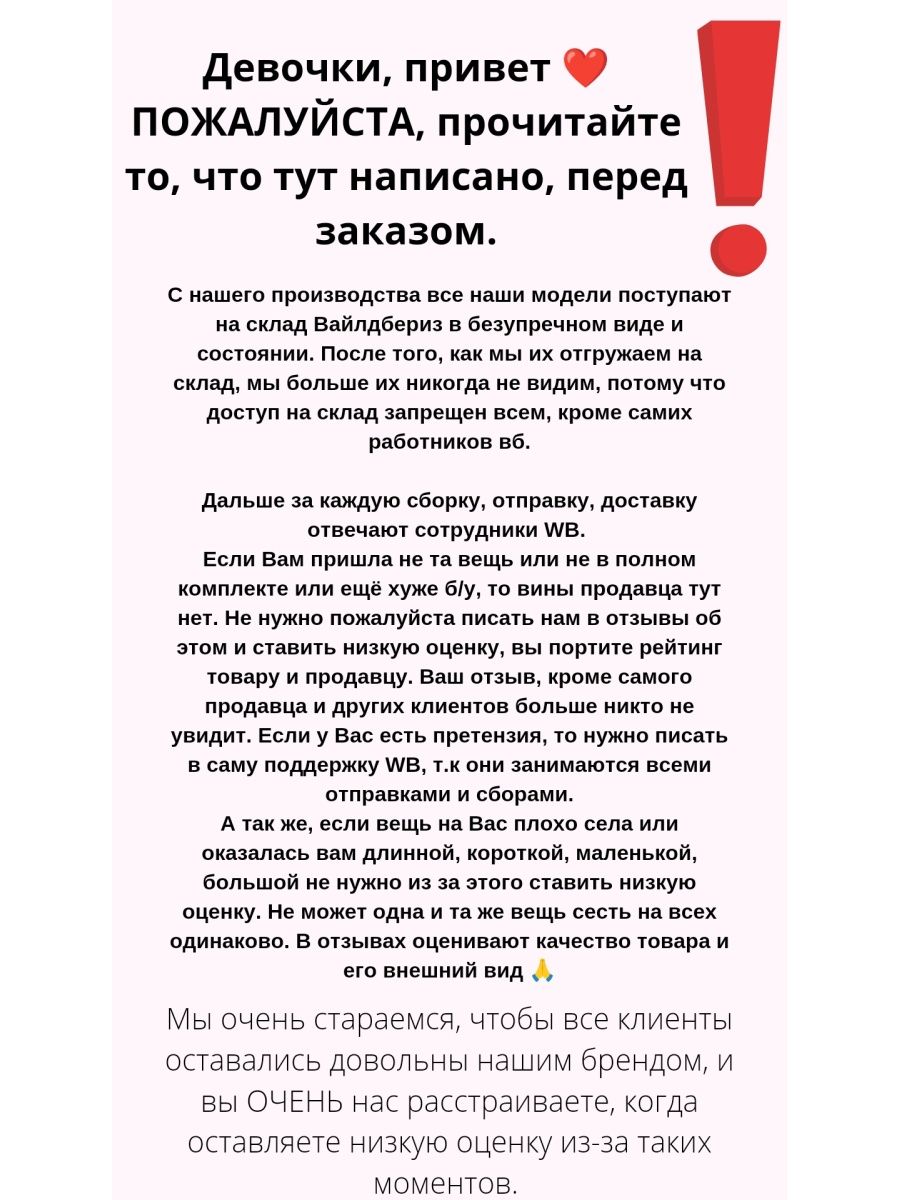 Девочки, привет ❤️
ПОЖАЛУЙСТА, прочитайте
то, что тут написано, перед
заказом.
С нашего производства все наши модели поступают
на склад Вайлдбериз в безупречном виде и
состоянии. После того, как мы их отгружаем на
склад, мы больше их никогда не видим, потому что
доступ на склад запрещен всем, кроме самих
работников вб.
Дальше за каждую сборку, отправку, доставку
отвечают сотрудники WB.
Если Вам пришла не та вещь или не в полном
комплекте или ещё хуже б/у, то вины продавца тут
нет. Не нужно пожалуйста писать нам в отзывы об
этом и ставить низкую оценку, вы портите рейтинг
товару и продавцу. Ваш отзыв, кроме самого
продавца и других клиентов больше никто не
увидит. Если у Вас есть претензия, то нужно писать
в саму поддержку WB, т.к они занимаются всеми
отправками и сборами.
А так же, если вещь на Вас плохо села или
оказалась вам длинной, короткой, маленькой,
большой не нужно из за этого ставить низкую
оценку. Не может одна и та же вещь сесть на всех
одинаково. В отзывах оценивают качество товара и
его внешний вид 🙏
Мы очень стараемся, чтобы все клиенты
оставались довольны нашим брендом, и
вы ОЧЕНЬ нас расстраиваете, когда
оставляете низкую оценку из-за таких
моментов.